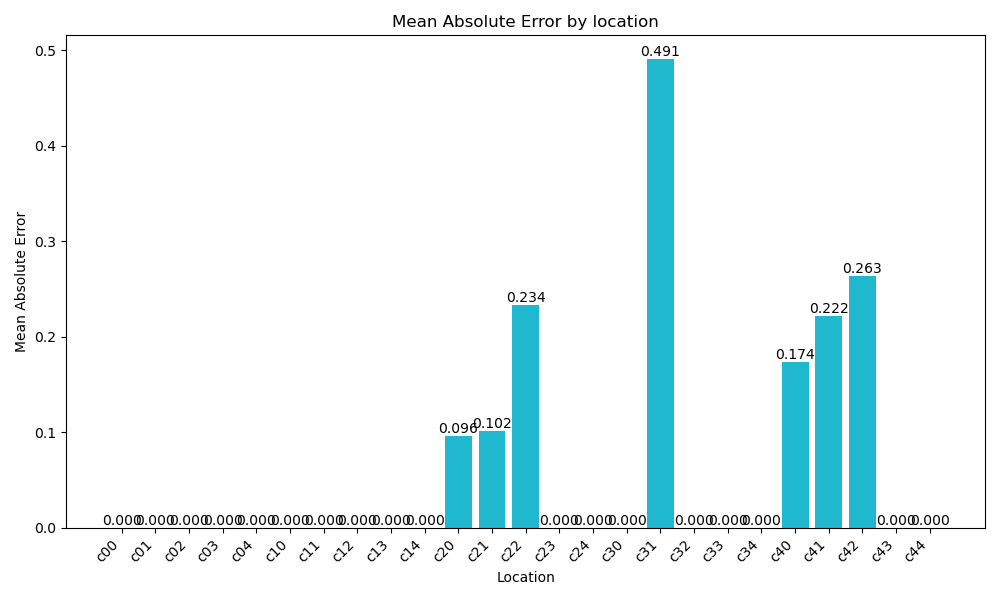 Mean Absolute Error by location
Mean Absolute Error
0.5
0.4
0.3
0.2
0.1
0.0
0.000 0.000 0.000 0.000 0.000 0.000 0.000 0.000 0.000 0.000 0.096 0.102 0.234 0.000 0.000 0.000 0.491 0.000 0.000 0.000 0.174 0.222 0.263 0.000 0.000
c00 c01 c02 c03 c04 c10 c11 c12 c13 c14 c20 c21 c22 c23 c24 c30 c31 c32 c33 c34 c40 c41 c42 c43 c44
Location